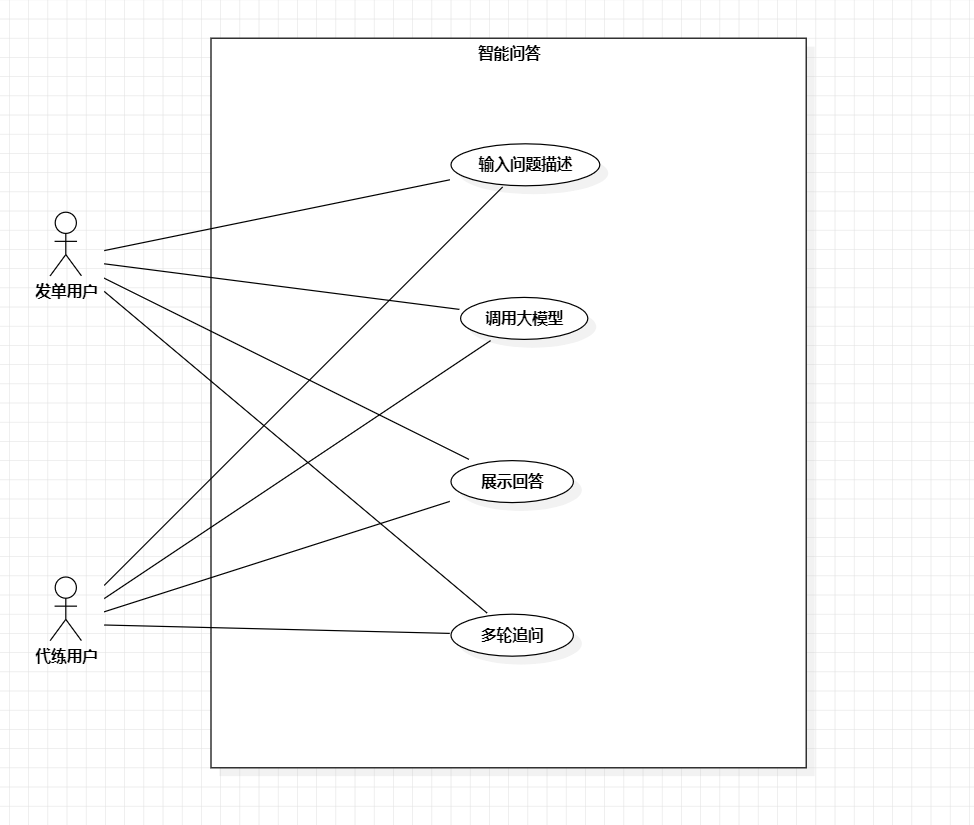 智能问答
输入问题描述
发单用户
调用大模型
展示回答
多轮追问
代练用户